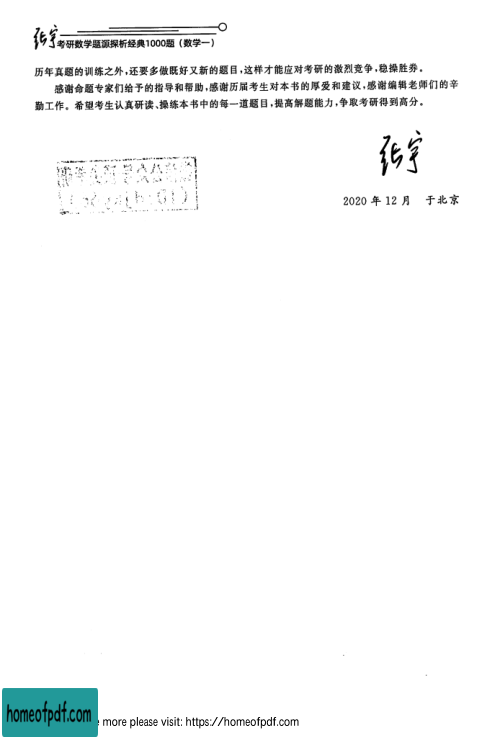 张宇考研数学题源探析经典1000题（数学一）
历年真题的训练之外,还要多做既好又新的题目,这样才能应对考研的激烈竞争,稳操胜券。
感谢命题专家们给予的指导和帮助,感谢历届考生对本书的厚爱和建议,感谢编辑老师们的辛
勤工作。希望考生认真研读、操练本书中的每一道题目,提高解题能力,争取考研得到高分。
张宇
2020 年 12 月 于北京
homeofpdf.com
more please visit: https://homeofpdf.com